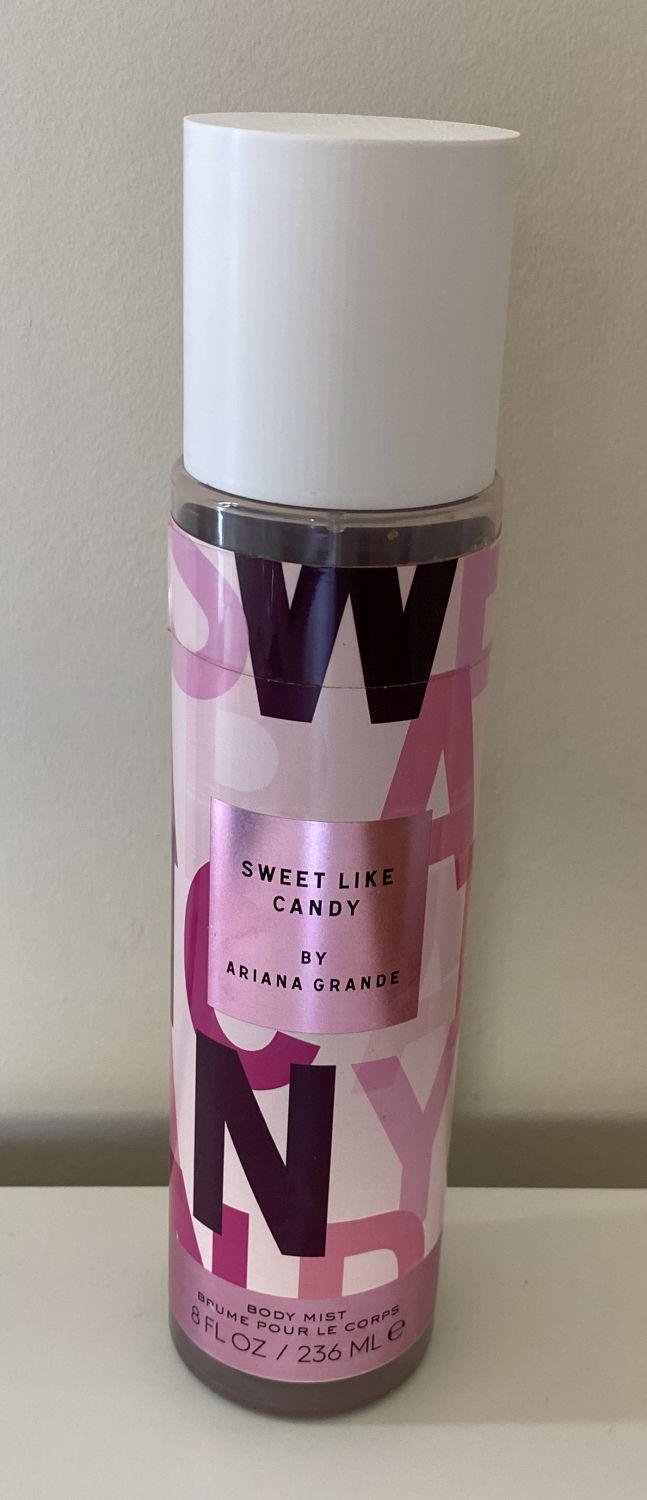 S W E
A
SWEET LIKE
CANDY
BY
ARIANA GRANDE
C
N Y
BODY MIST
BRUME POUR LE CORPS
8 FL OZ / 236 ML ℮